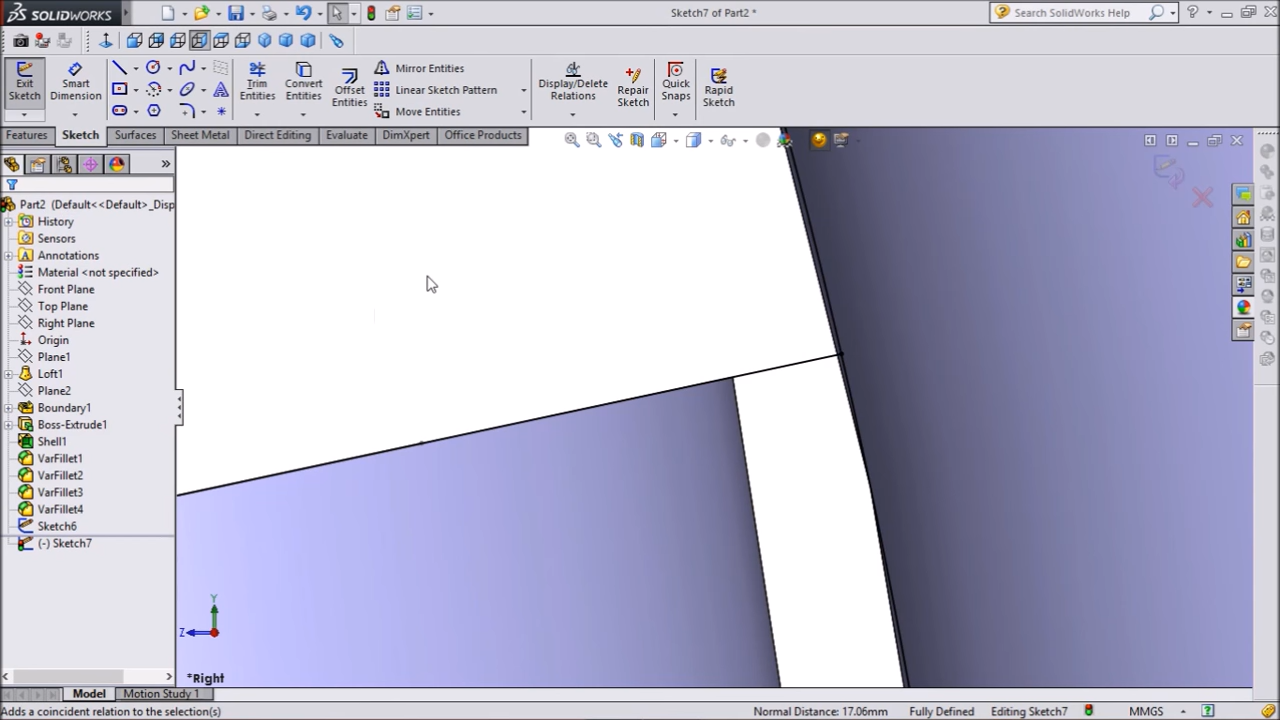 SOLIDWORKS
Sketch7 of Part2 *
Search SolidWorks Help
Exit Sketch
Smart Dimension
Trim Entities
Convert Entities
Offset Entities
Mirror Entities
Linear Sketch Pattern
Move Entities
Display/Delete Relations
Repair Sketch
Quick Snaps
Rapid Sketch
Features
Sketch
Surfaces
Sheet Metal
Direct Editing
Evaluate
DimXpert
Office Products
Part2 (Default<<Default>_Disp
History
Sensors
Annotations
Material <not specified>
Front Plane
Top Plane
Right Plane
Origin
Plane1
Loft1
Plane2
Boundary1
Boss-Extrude1
Shell1
VarFillet1
VarFillet2
VarFillet3
VarFillet4
Sketch6
(-) Sketch7
Y
Z
*Right
Model
Motion Study 1
Adds a coincident relation to the selection(s)
Normal Distance: 17.06mm
Fully Defined
Editing Sketch7
MMGS